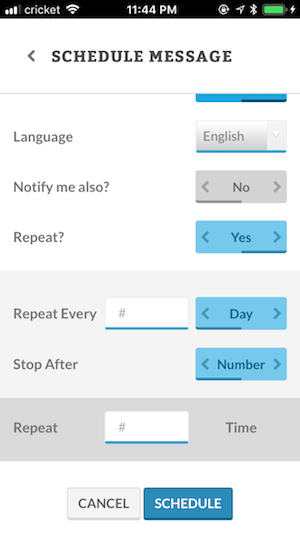 cricket 11:44 PM
SCHEDULE MESSAGE
Language English
Notify me also? No
Repeat? Yes
Repeat Every # Day
Stop After Number
Repeat # Time
CANCEL SCHEDULE